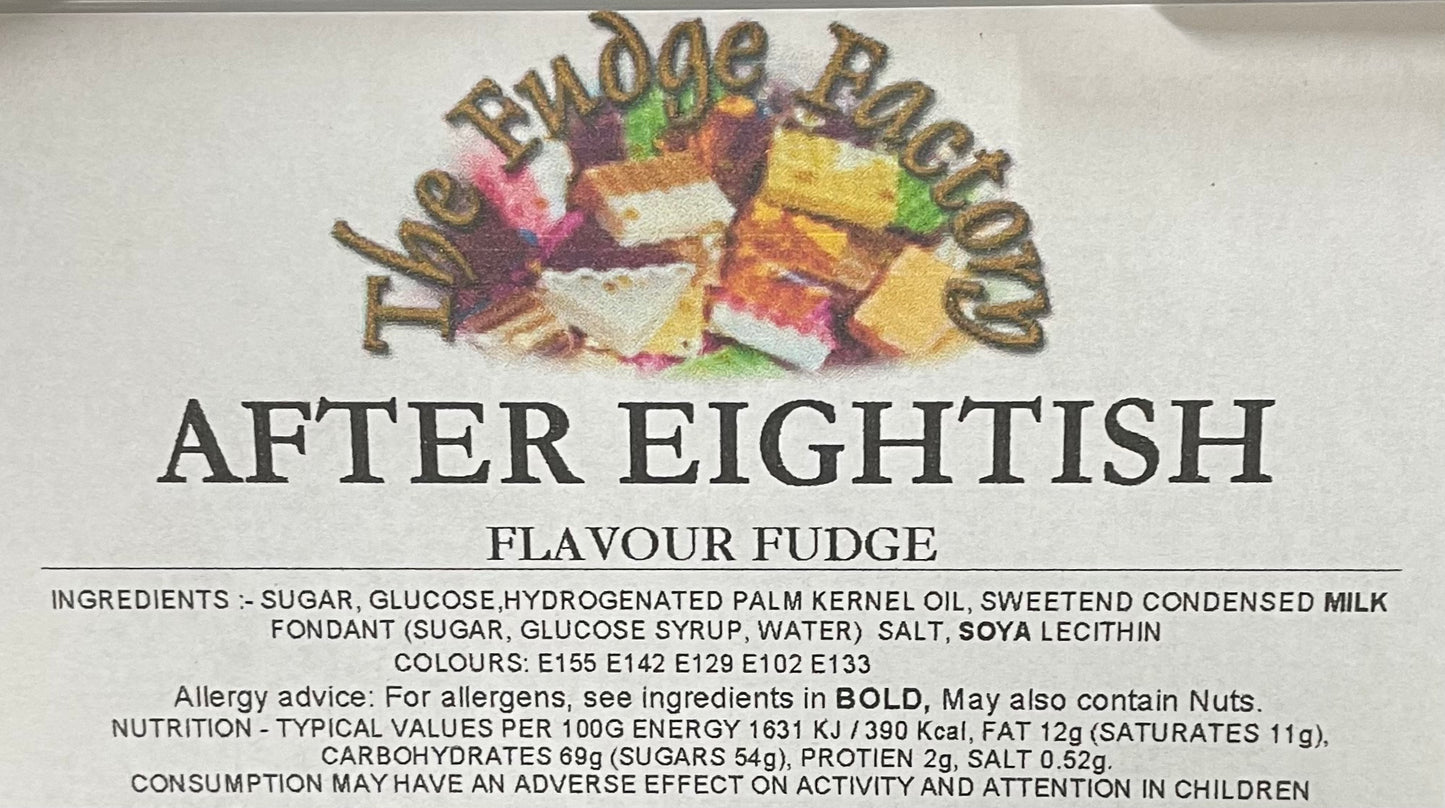 The Fudge Factory
AFTER EIGHTISH
FLAVOUR FUDGE
INGREDIENTS :- SUGAR, GLUCOSE,HYDROGENATED PALM KERNEL OIL, SWEETEND CONDENSED MILK
FONDANT (SUGAR, GLUCOSE SYRUP, WATER) SALT, SOYA LECITHIN
COLOURS: E155 E142 E129 E102 E133
Allergy advice: For allergens, see ingredients in BOLD, May also contain Nuts.
NUTRITION - TYPICAL VALUES PER 100G ENERGY 1631 KJ / 390 Kcal, FAT 12g (SATURATES 11g),
CARBOHYDRATES 69g (SUGARS 54g), PROTIEN 2g, SALT 0.52g.
CONSUMPTION MAY HAVE AN ADVERSE EFFECT ON ACTIVITY AND ATTENTION IN CHILDREN